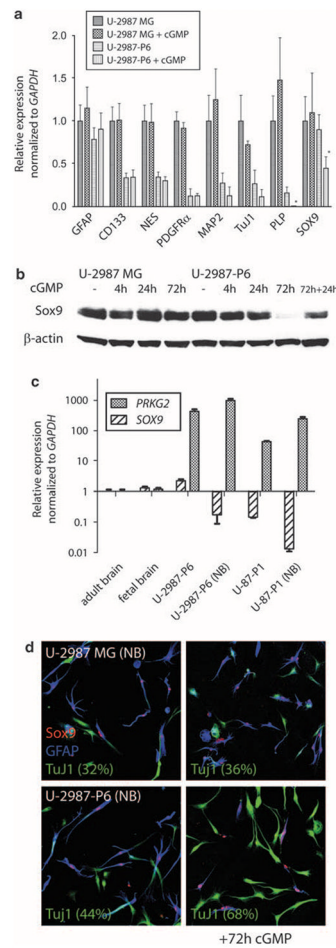 a
U-2987 MG
U-2987 MG + cGMP
U-2987-P6
U-2987-P6 + cGMP
Relative expression
normalized to GAPDH
2.0
1.5
1.0
0.5
0.0
GFAP
CD133
NES
PDGFRα
MAP2
TuJ1
PLP
SOX9
*
*
b
U-2987 MG U-2987-P6
cGMP - 4h 24h 72h - 4h 24h 72h 72h+24h
Sox9
β-actin
c
PRKG2
SOX9
Relative expression
normalized to GAPDH
1000
100
10
1
0.1
0.01
adult brain
fetal brain
U-2987-P6
U-2987-P6 (NB)
U-87-P1
U-87-P1 (NB)
d
U-2987 MG (NB)
Sox9
GFAP
TuJ1 (32%)
Tuj1 (36%)
U-2987-P6 (NB)
Tuj1 (44%)
TuJ1 (68%)
+72h cGMP